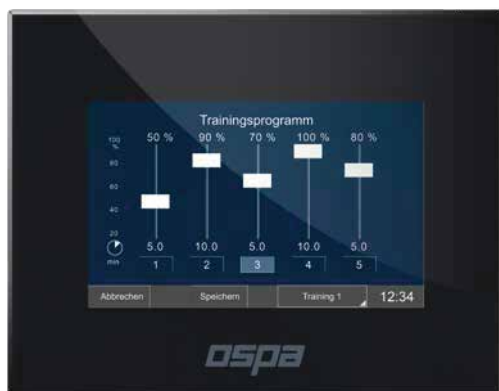 Trainingsprogramm
50 % 90 % 70 % 100 % 80 %
100
%
80
60
40
20
5.0 10.0 5.0 10.0 5.0
min 1 2 3 4 5
Abbrechen Speichern Training 1 12:34
ospa